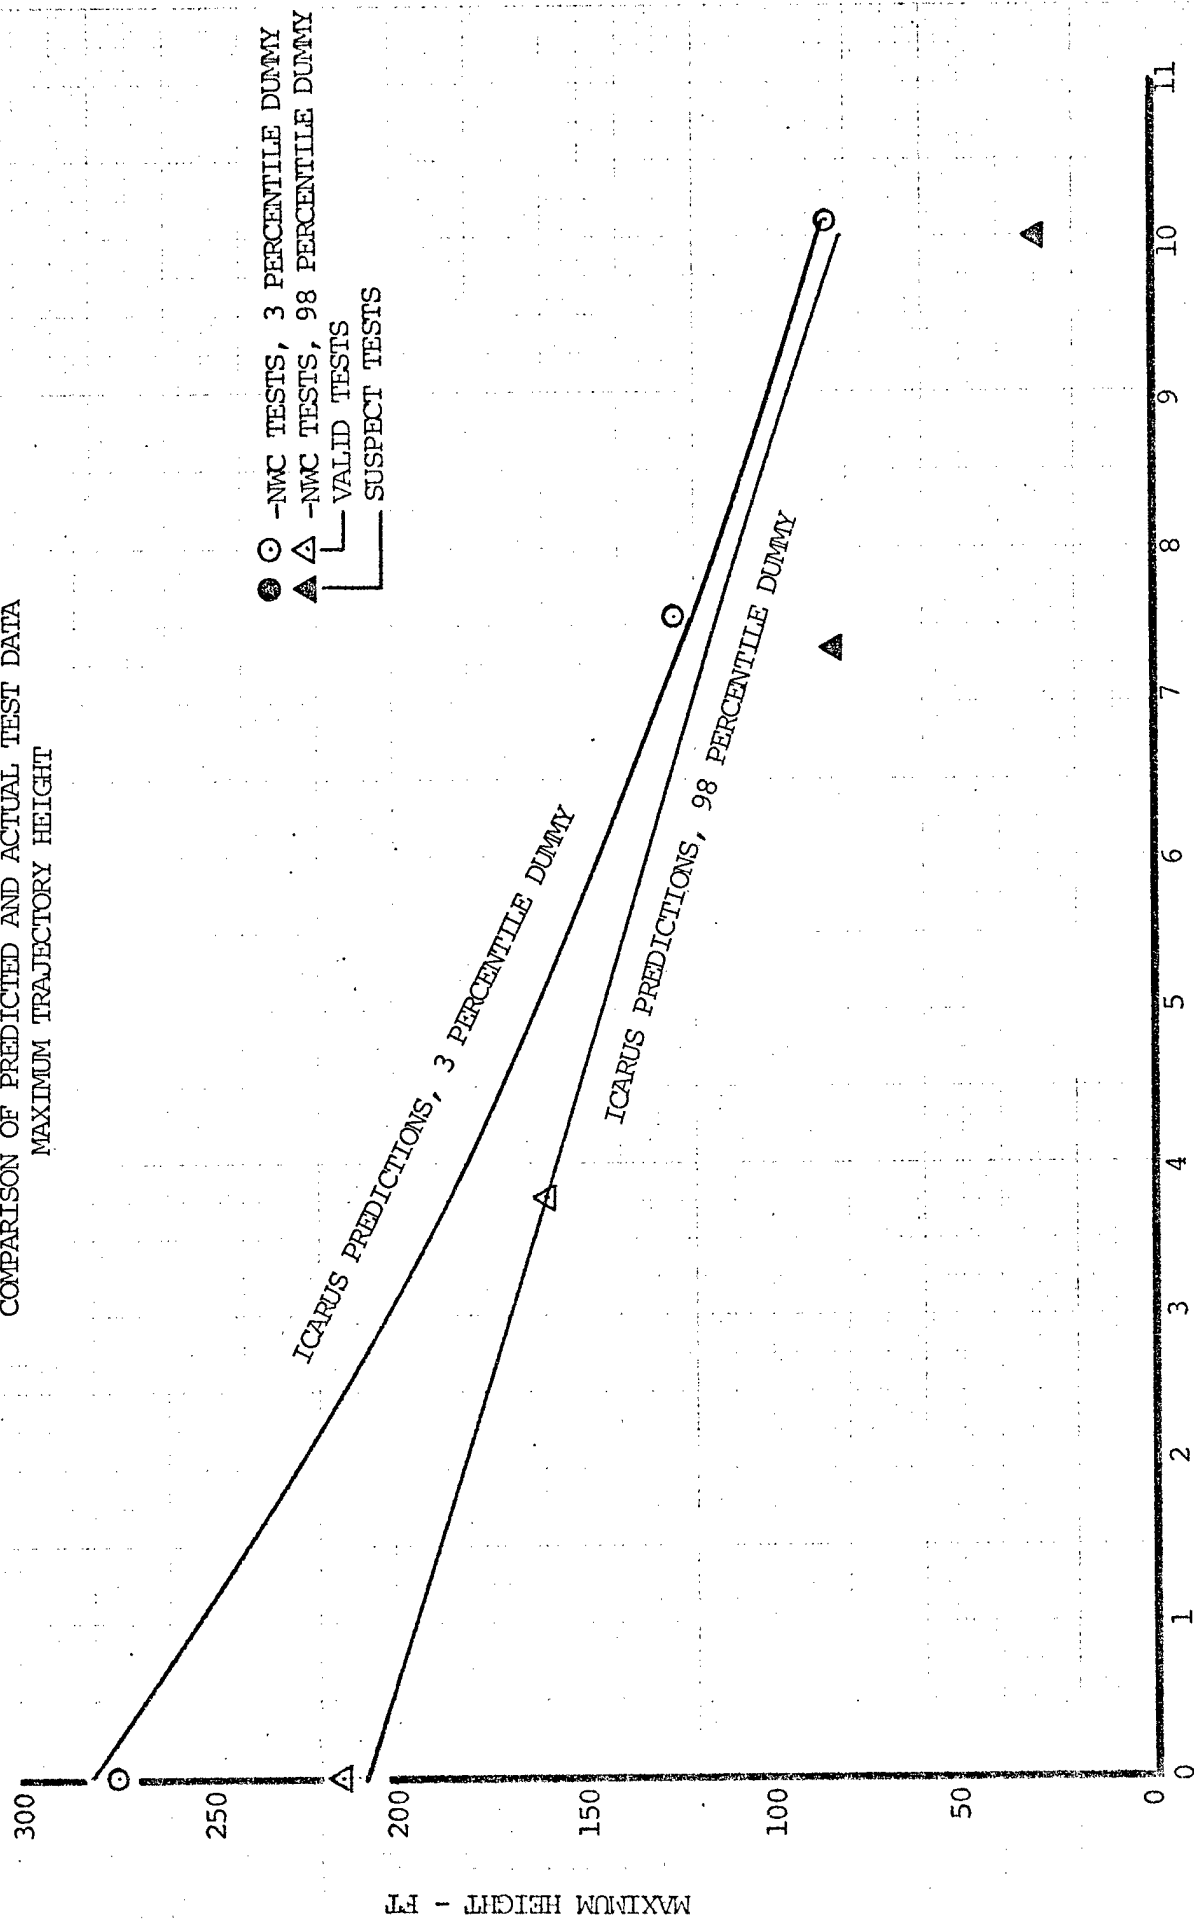 COMPARISON OF PREDICTED AND ACTUAL TEST DATA
MAXIMUM TRAJECTORY HEIGHT
-NWC TESTS, 3 PERCENTILE DUMMY
-NWC TESTS, 98 PERCENTILE DUMMY
VALID TESTS
SUSPECT TESTS
ICARUS PREDICTIONS, 3 PERCENTILE DUMMY
ICARUS PREDICTIONS, 98 PERCENTILE DUMMY
MAXIMUM HEIGHT - FT
300
250
200
150
100
50
0
0 1 2 3 4 5 6 7 8 9 10 11